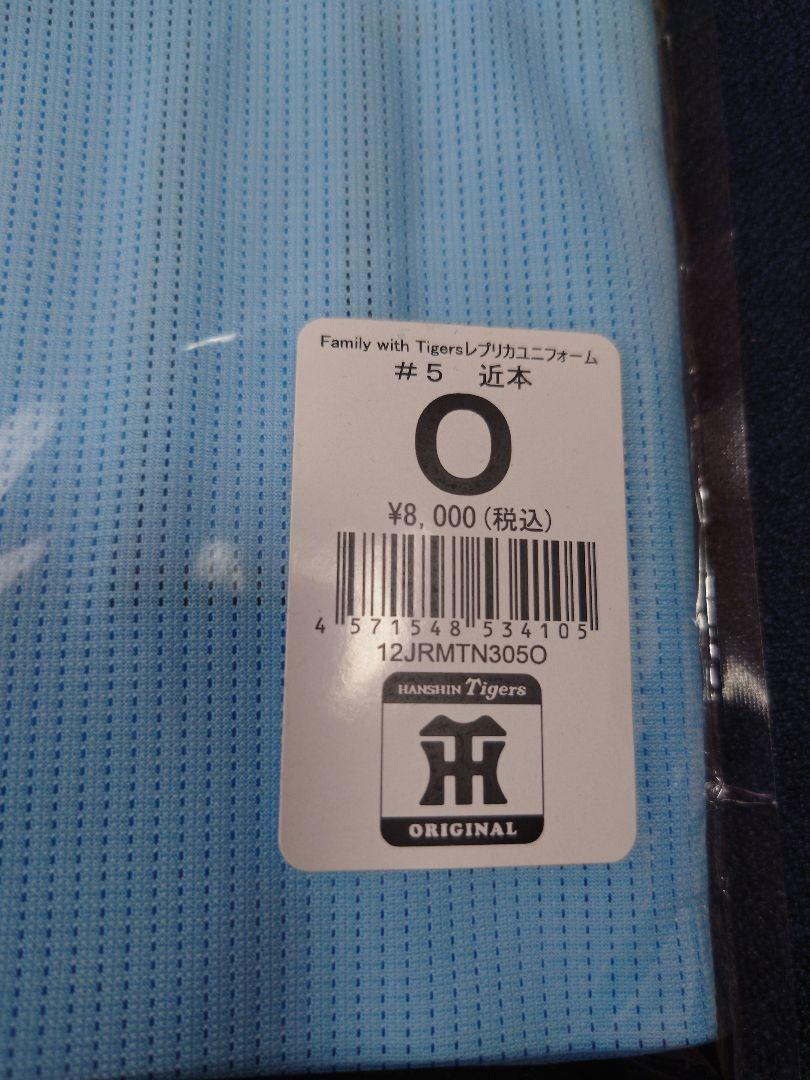 Family with Tigersレプリカユニフォーム
#5 近本
O
¥8,000(税込)
4 571548 534105
12JRMTN305O
HANSHIN Tigers
TH
ORIGINAL